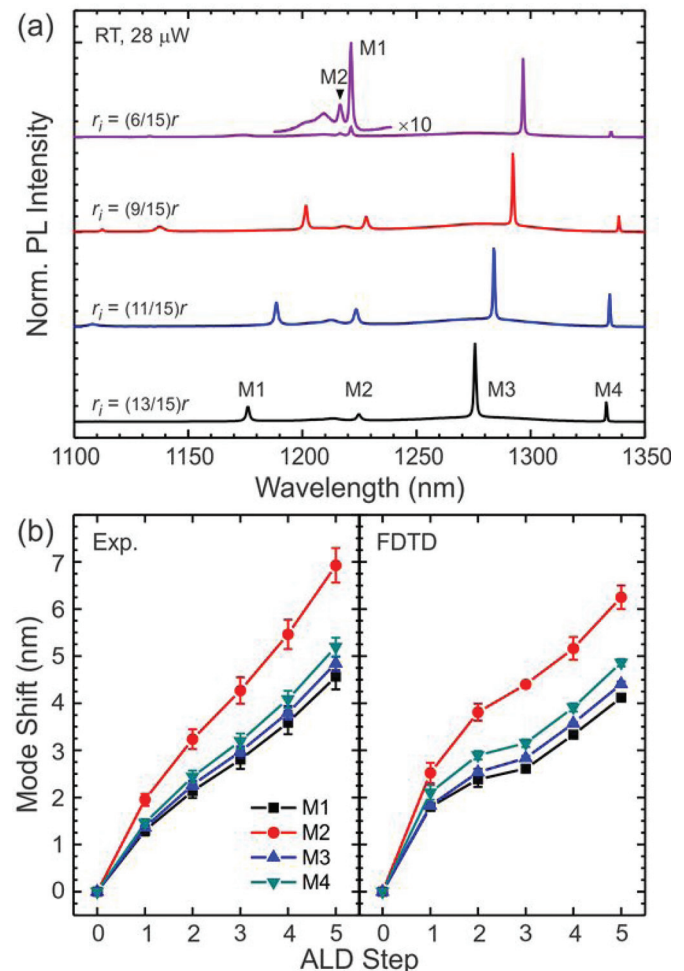 (a)
RT, 28 μW
M1
M2
×10
r_i = (6/15)r
r_i = (9/15)r
r_i = (11/15)r
r_i = (13/15)r
M1
M2
M3
M4
Norm. PL Intensity
1100
1150
1200
1250
1300
1350
Wavelength (nm)
(b)
Exp.
FDTD
7
6
5
4
3
2
1
0
Mode Shift (nm)
M1
M2
M3
M4
0 1 2 3 4 5 0 1 2 3 4 5
ALD Step